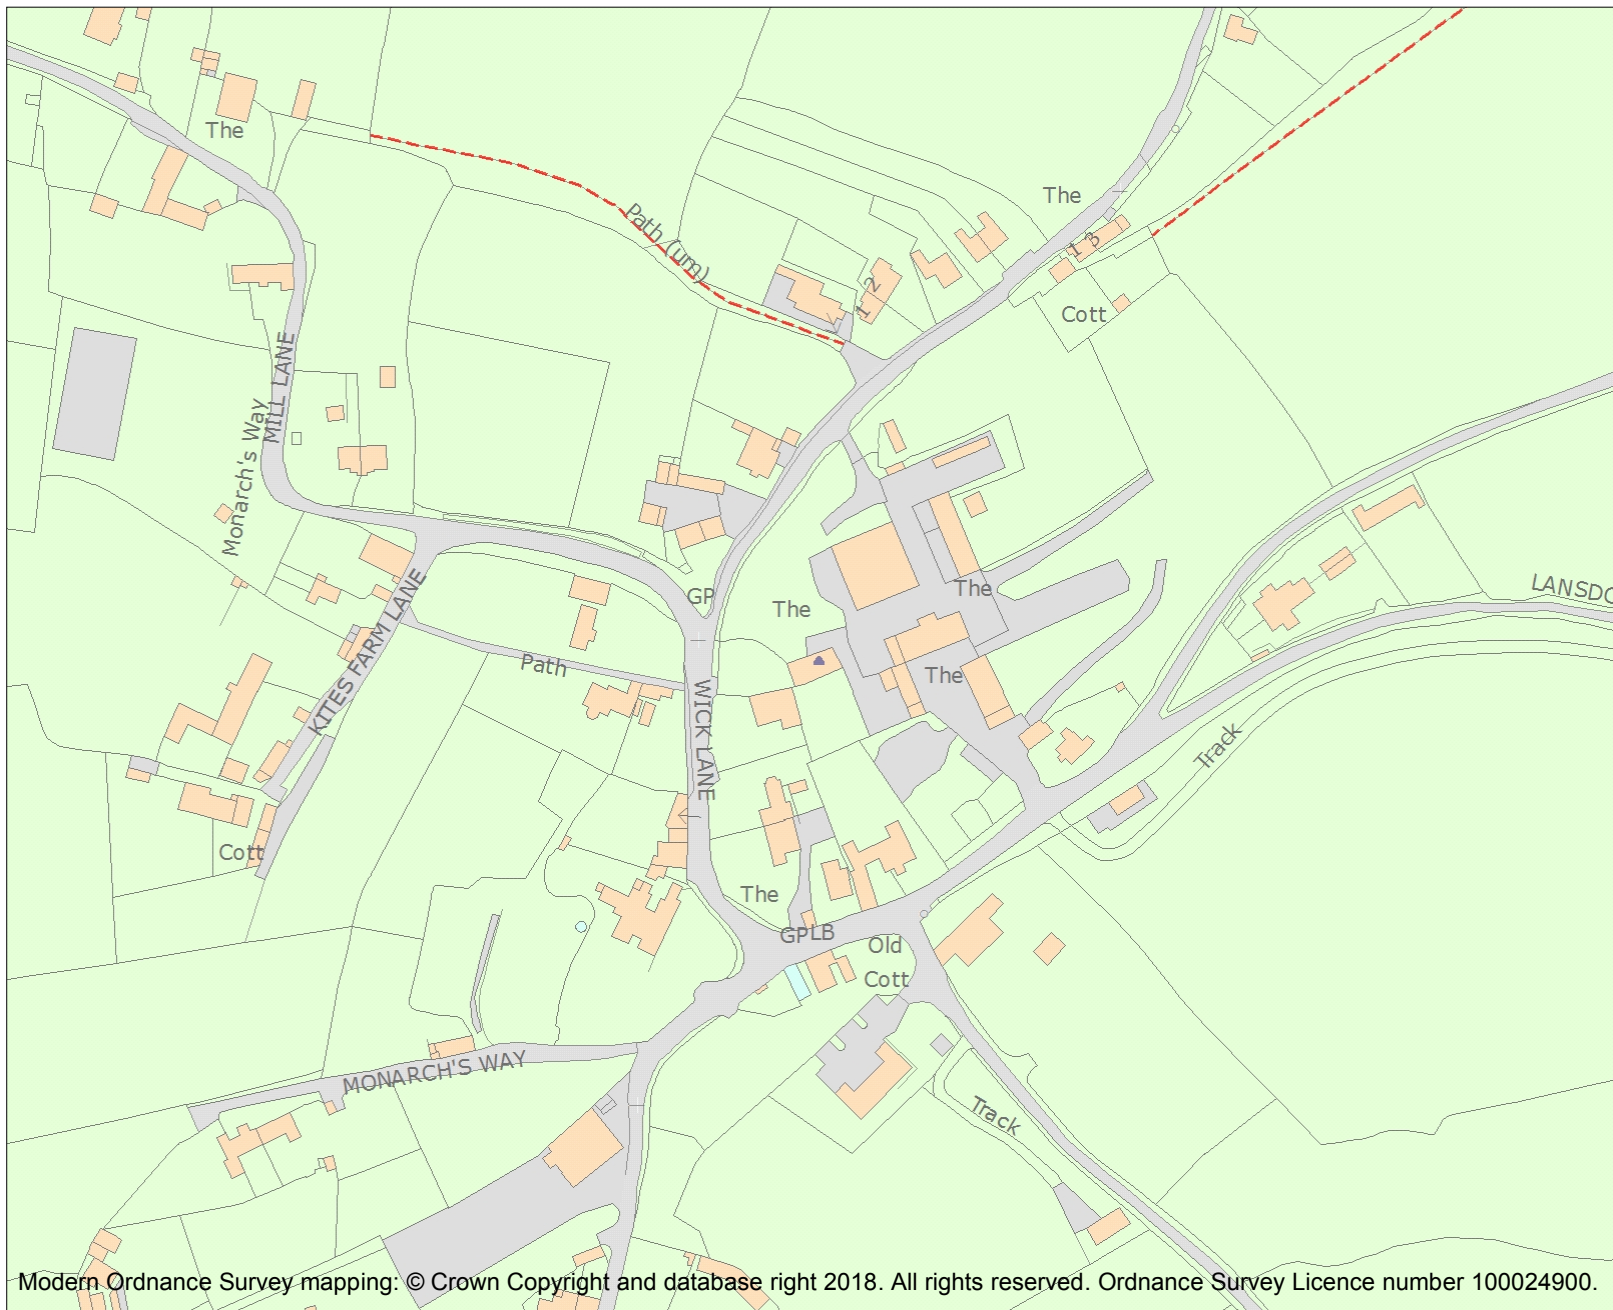 The
Path (um)
The
1 3
2
1
Cott
MILL LANE
Monarch's Way
GP
The
The
LANSDO
KITES FARM LANE
Path
The
WICK LANE
Track
Cott
The
GPLB
Old
Cott
MONARCH'S WAY
Track
Modern Ordnance Survey mapping: © Crown Copyright and database right 2018. All rights reserved. Ordnance Survey Licence number 100024900.